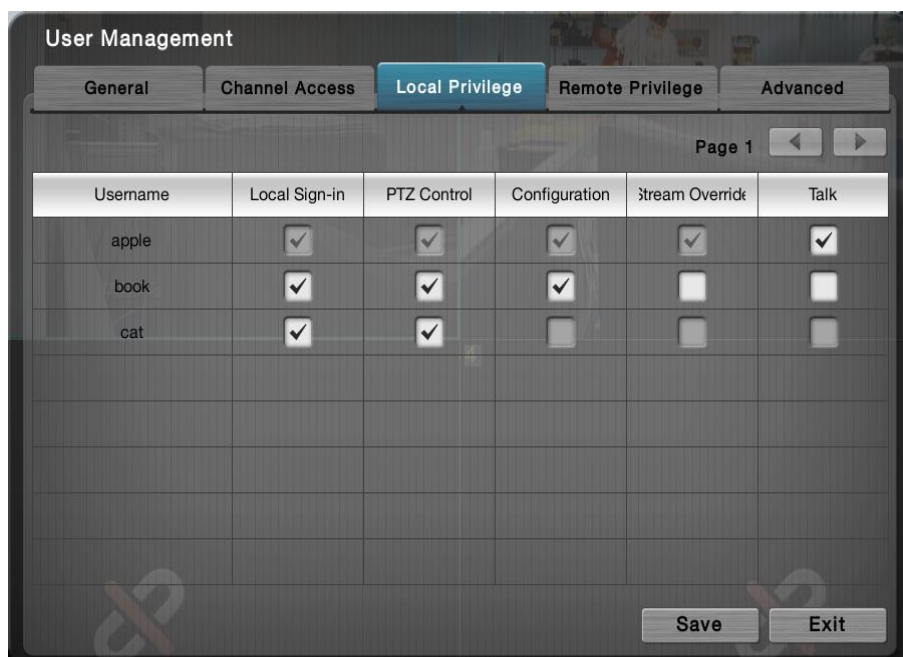 User Management
General Channel Access Local Privilege Remote Privilege Advanced
Page 1
Username Local Sign-in PTZ Control Configuration Stream Override Talk
apple
book
cat
4
Save Exit